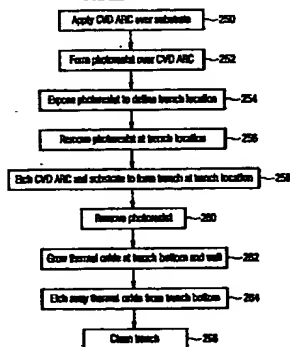 Apply CVD ARC over substrate 250
Form photoresist over CVD ARC 252
Expose photoresist to define trench location 254
Remove photoresist at trench location 256
Etch CVD ARC and substrate to form trench at trench location 258
Remove photoresist 260
Grow thermal oxide at trench bottom and wall 262
Etch away thermal oxide from trench bottom 264
Clean trench 266